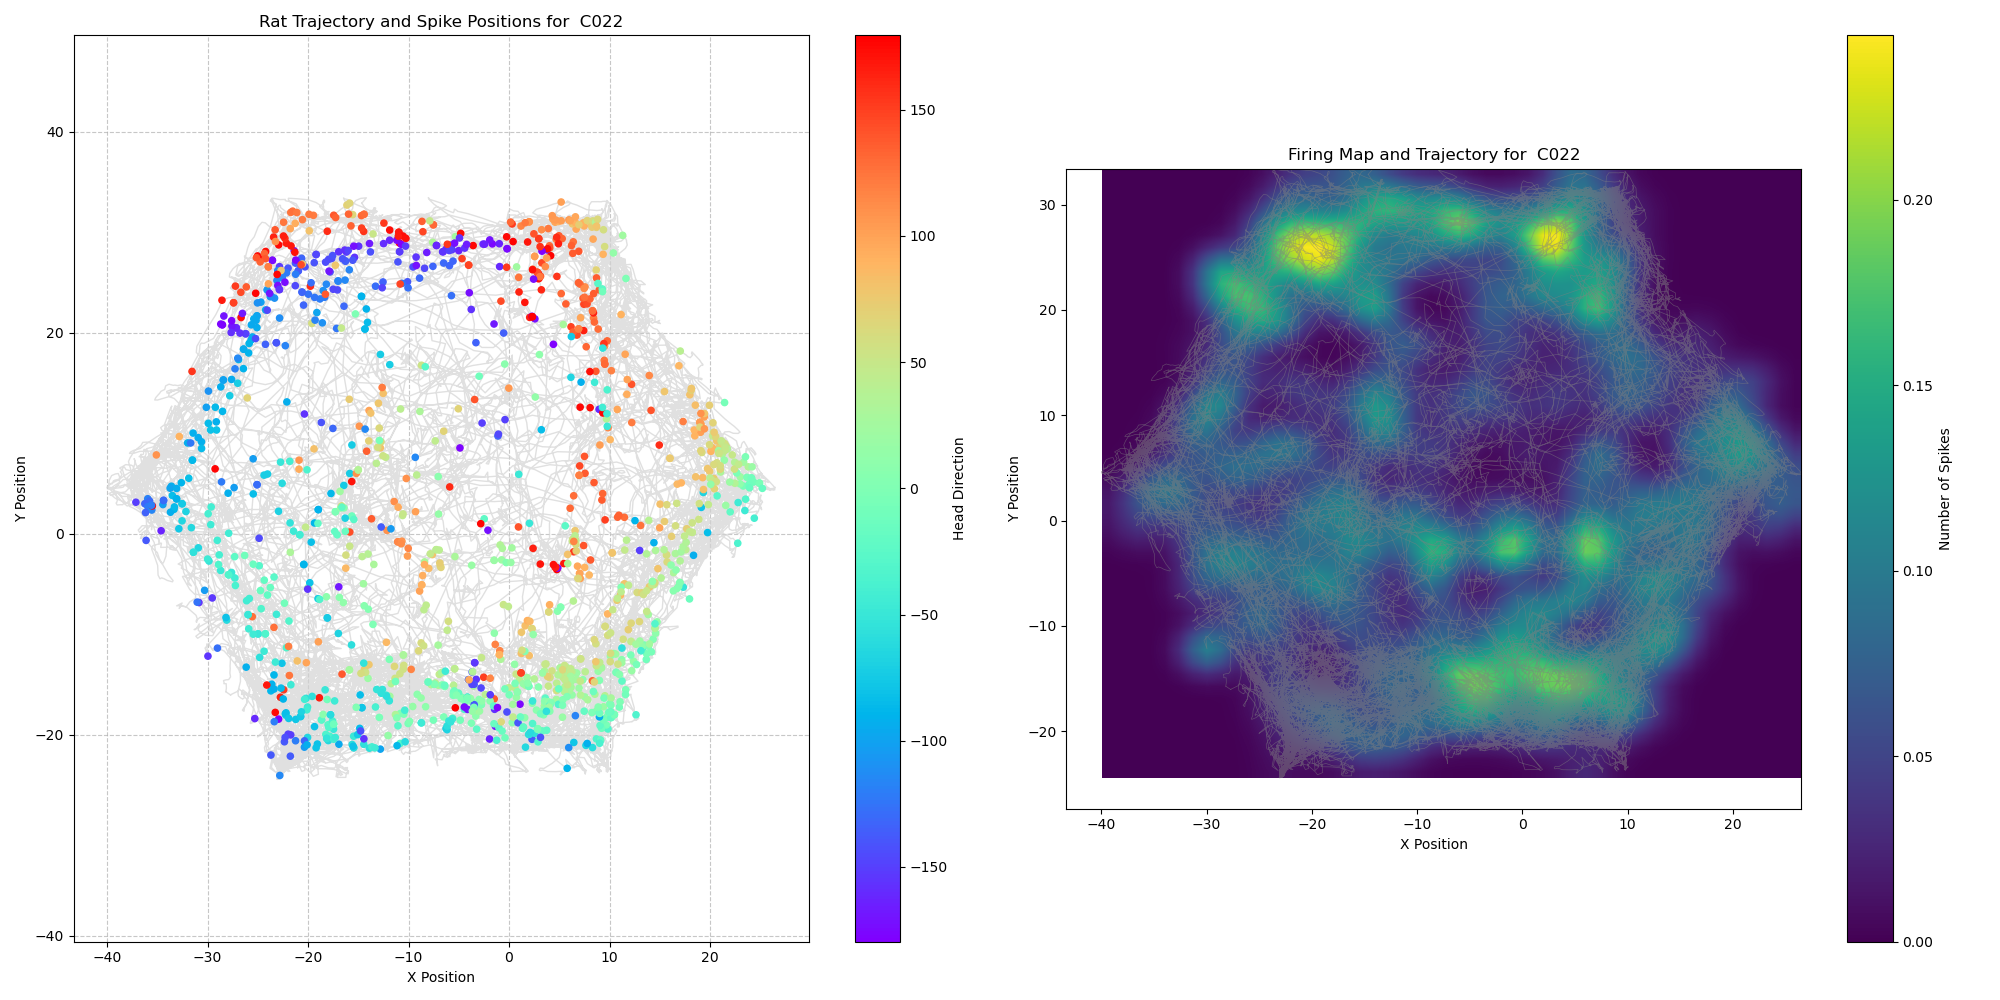 Rat Trajectory and Spike Positions for  C022
Y Position
40
20
0
−20
−40
−40 −30 −20 −10 0 10 20
X Position
150
100
50
0
−50
−100
−150
Head Direction
Firing Map and Trajectory for  C022
Y Position
30
20
10
0
−10
−20
−40 −30 −20 −10 0 10 20
X Position
0.20
0.15
0.10
0.05
0.00
Number of Spikes